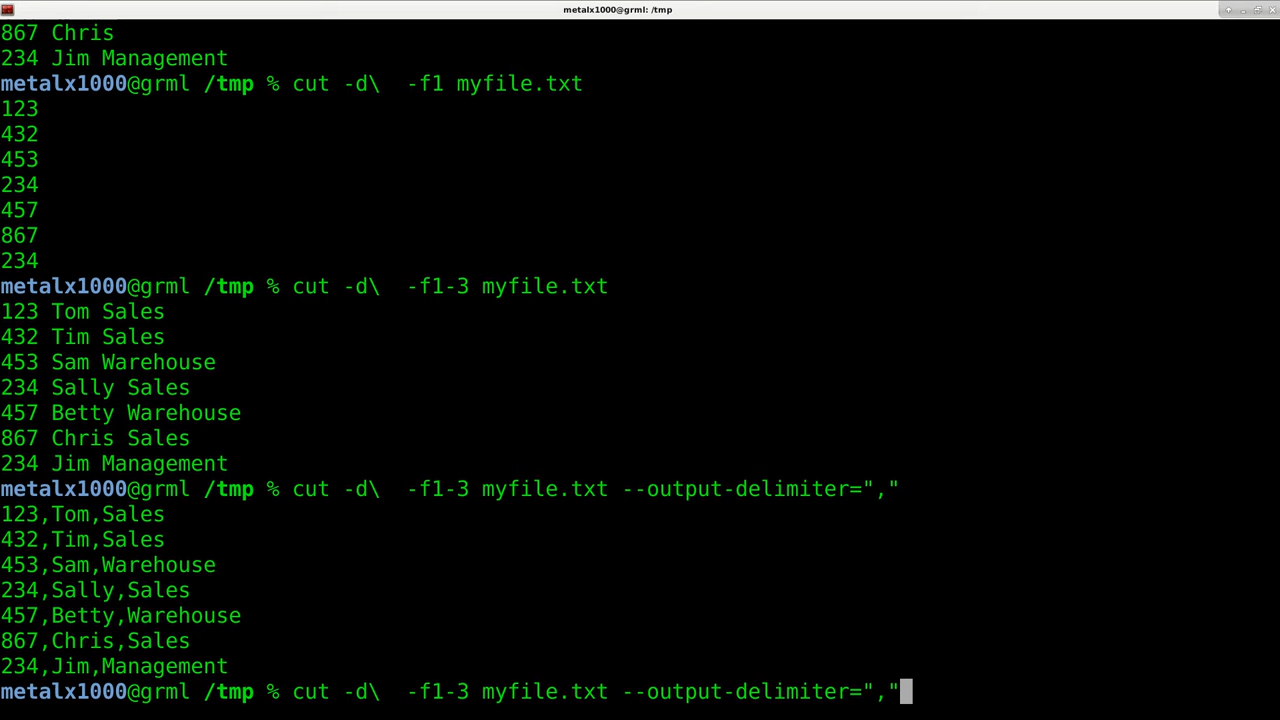 metalx1000@grml: /tmp
867 Chris
234 Jim Management
metalx1000@grml /tmp % cut -d\  -f1 myfile.txt
123
432
453
234
457
867
234
metalx1000@grml /tmp % cut -d\  -f1-3 myfile.txt
123 Tom Sales
432 Tim Sales
453 Sam Warehouse
234 Sally Sales
457 Betty Warehouse
867 Chris Sales
234 Jim Management
metalx1000@grml /tmp % cut -d\  -f1-3 myfile.txt --output-delimiter=","
123,Tom,Sales
432,Tim,Sales
453,Sam,Warehouse
234,Sally,Sales
457,Betty,Warehouse
867,Chris,Sales
234,Jim,Management
metalx1000@grml /tmp % cut -d\  -f1-3 myfile.txt --output-delimiter=","